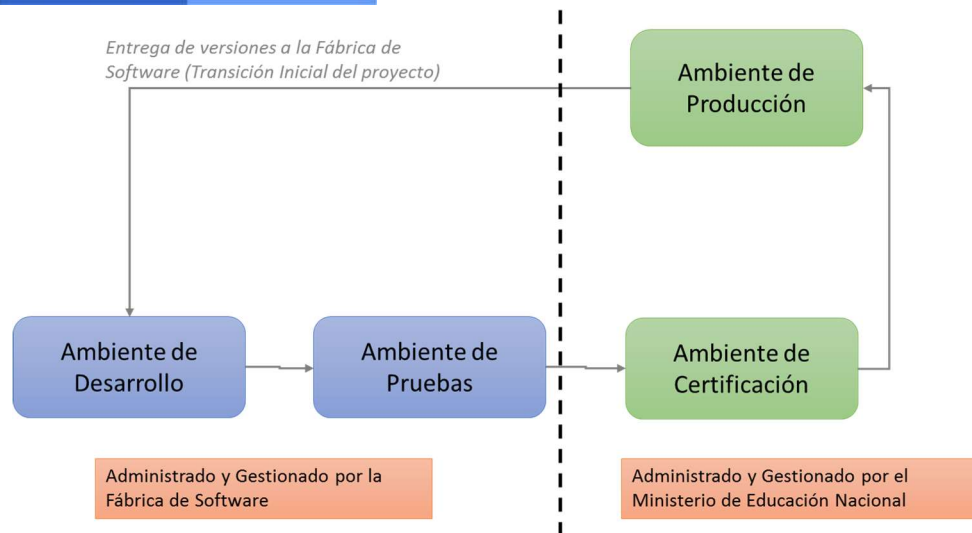 Entrega de versiones a la Fábrica de
Software (Transición Inicial del proyecto)
Ambiente de
Producción
Ambiente de
Desarrollo
Ambiente de
Pruebas
Ambiente de
Certificación
Administrado y Gestionado por la
Fábrica de Software
Administrado y Gestionado por el
Ministerio de Educación Nacional